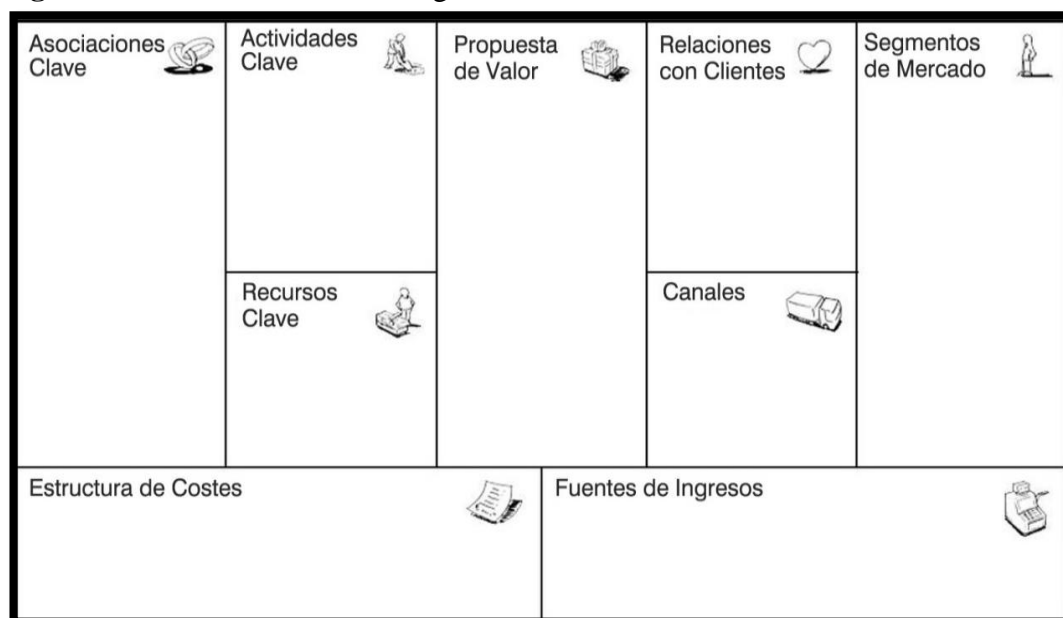 Asociaciones
Clave
Actividades
Clave
Propuesta
de Valor
Relaciones
con Clientes
Segmentos
de Mercado
Recursos
Clave
Canales
Estructura de Costes
Fuentes de Ingresos